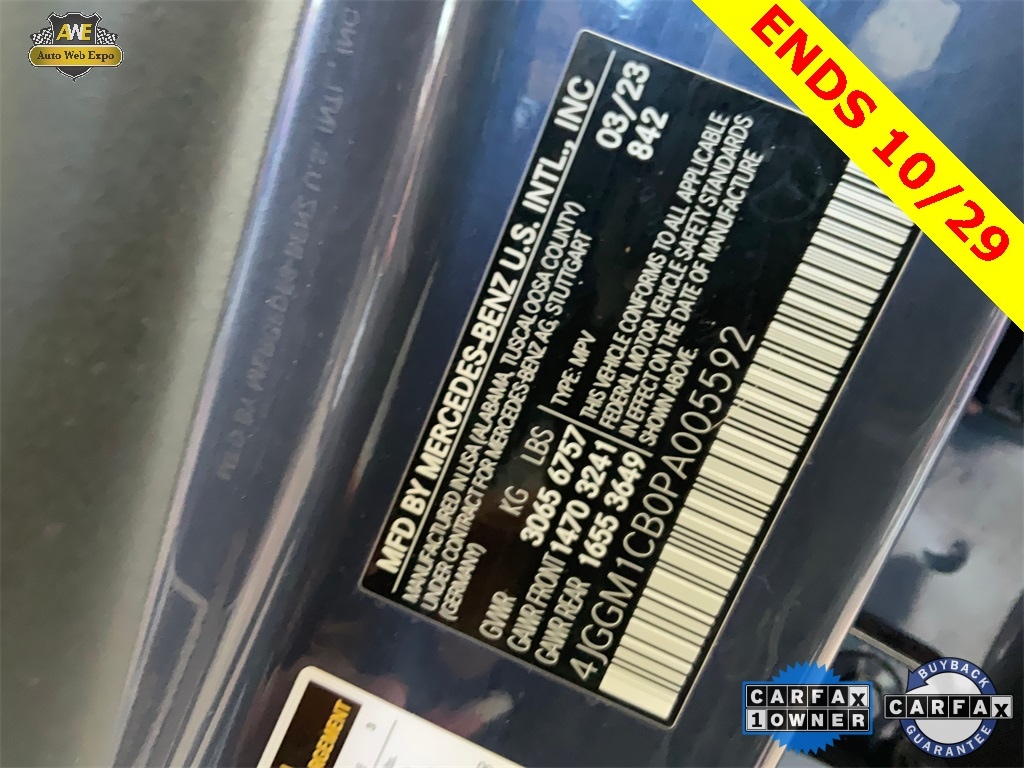 AWE
Auto Web Expo
ENDS 10/29
MFD BY MERCEDES-BENZ U.S. INTL., INC
MANUFACTURED IN USA (ALABAMA, TUSCALOOSA COUNTY)
UNDER CONTRACT FOR MERCEDES-BENZ AG, STUTTGART
(GERMANY)
03/23
842
KG LBS
GVWR 3065 6757
GAWR FRONT 1470 3241
GAWR REAR 1655 3649
TYPE: MPV
THIS VEHICLE CONFORMS TO ALL APPLICABLE
FEDERAL MOTOR VEHICLE SAFETY STANDARDS
IN EFFECT ON THE DATE OF MANUFACTURE
SHOWN ABOVE.
4JGGM1CB0PA005592
CARFAX
1 OWNER
BUYBACK
CARFAX
GUARANTEE